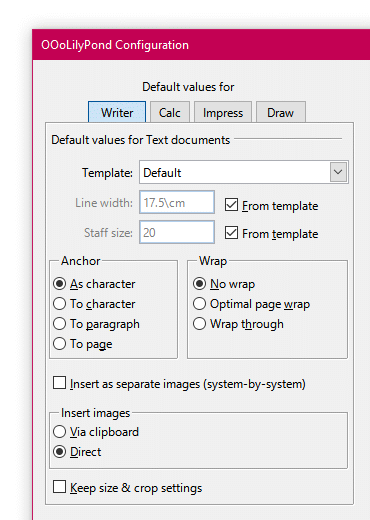 OOoLilyPond Configuration
Default values for
Writer Calc Impress Draw
Default values for Text documents
Template: Default
Line width: 17.5\cm From template
Staff size: 20 From template
Anchor Wrap
As character No wrap
To character Optimal page wrap
To paragraph Wrap through
To page
Insert as separate images (system-by-system)
Insert images
Via clipboard
Direct
Keep size & crop settings